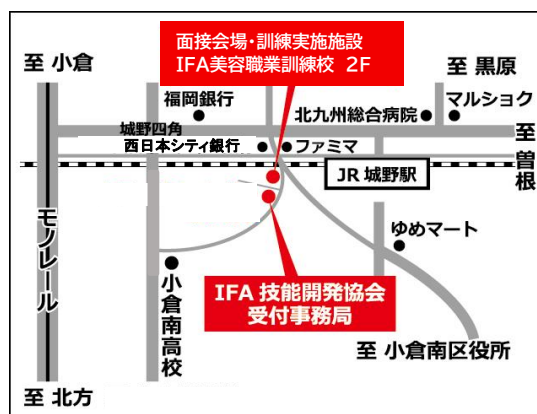 面接会場・訓練実施施設
IFA美容職業訓練校 2F
至 小倉
至 黒原
福岡銀行
北九州総合病院
マルショク
城野四角
至 曽根
西日本シティ銀行
ファミマ
JR 城野駅
モノレール
ゆめマート
小倉南高校
IFA 技能開発協会
受付事務局
至 小倉南区役所
至 北方